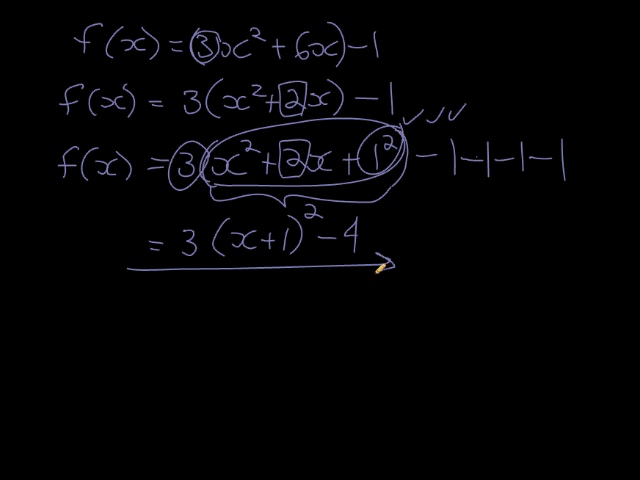 f(x) = 3x² + 6x) - 1
f(x) = 3(x² + 2x) - 1
f(x) = 3(x² + 2x + 1²) - 1 - 1 - 1 - 1
= 3(x+1)² - 4